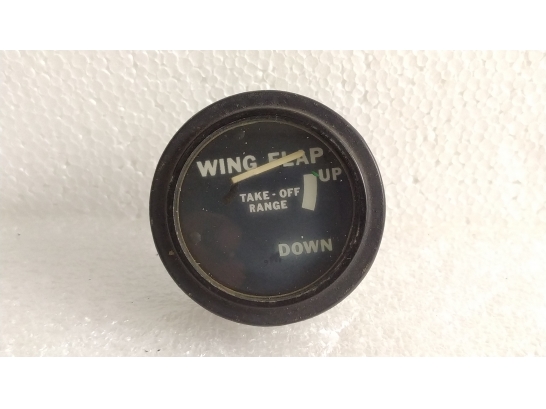 WING FLAP
UP
TAKE-OFF
RANGE
DOWN